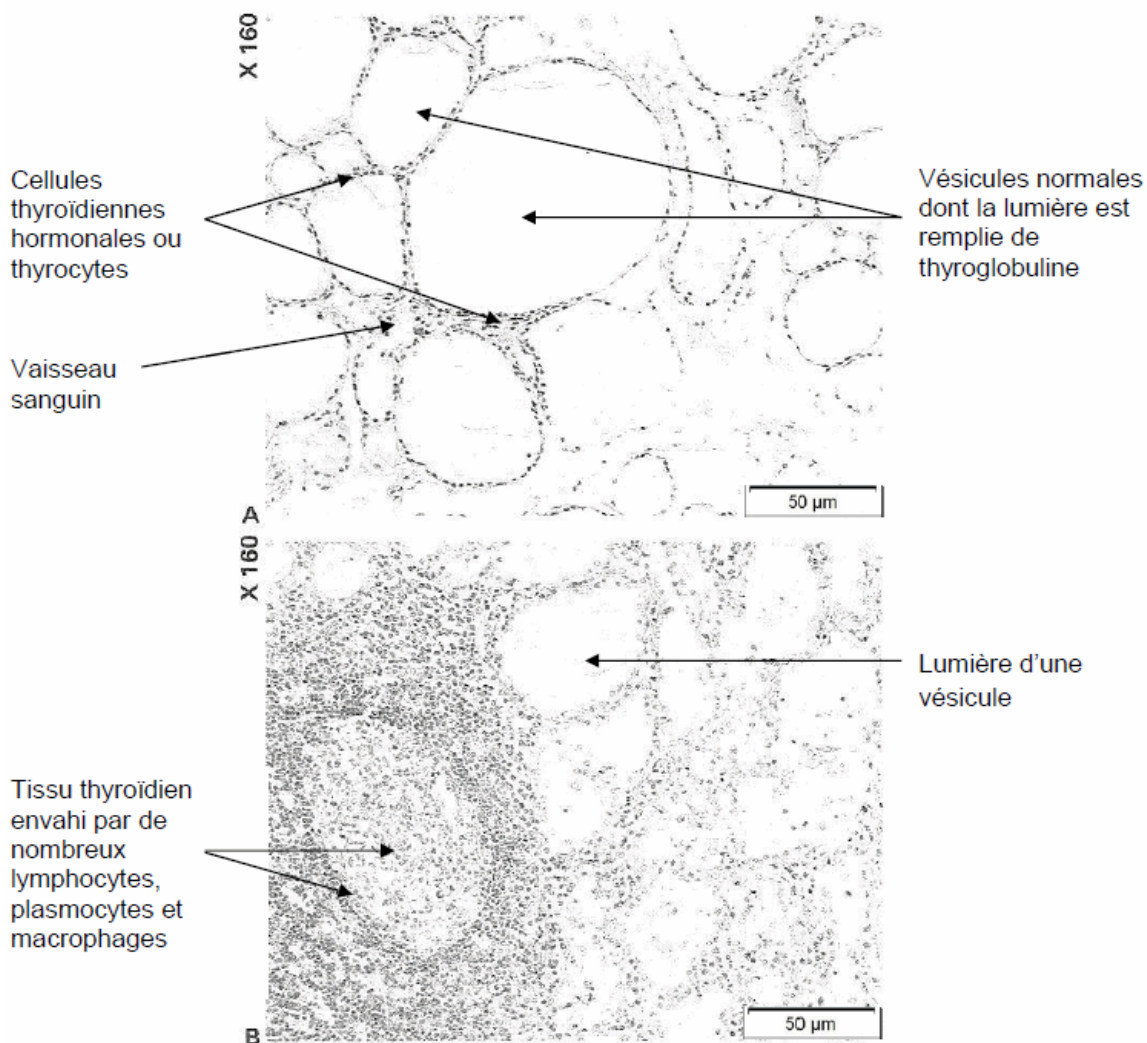 X 160
Cellules
thyroïdiennes
hormonales ou
thyrocytes
Vésicules normales
dont la lumière est
remplie de
thyroglobuline
Vaisseau
sanguin
50 µm
A
X 160
Lumière d'une
vésicule
Tissu thyroïdien
envahi par de
nombreux
lymphocytes,
plasmocytes et
macrophages
50 µm
B